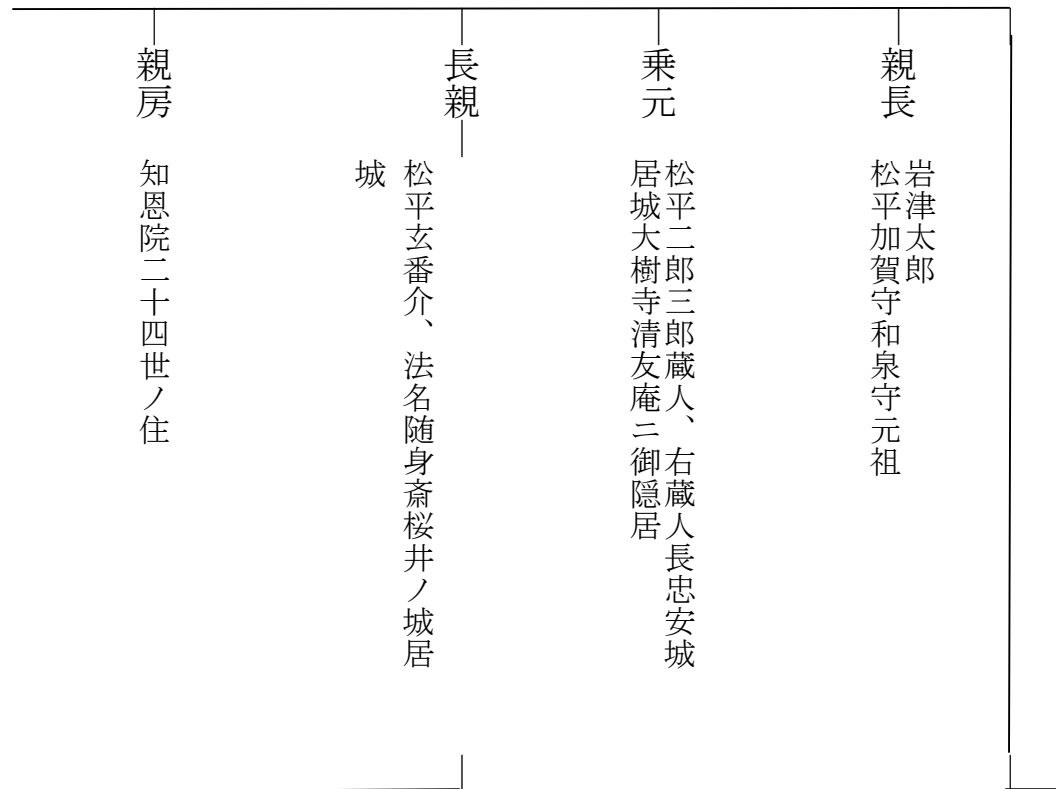 親長
岩津太郎
松平加賀守和泉守元祖
乗元
松平二郎三郎蔵人、右蔵人長忠安城
居城大樹寺清友庵ニ御隠居
長親
松平玄番介、法名随身斎桜井ノ城居
城
親房
知恩院二十四世ノ住